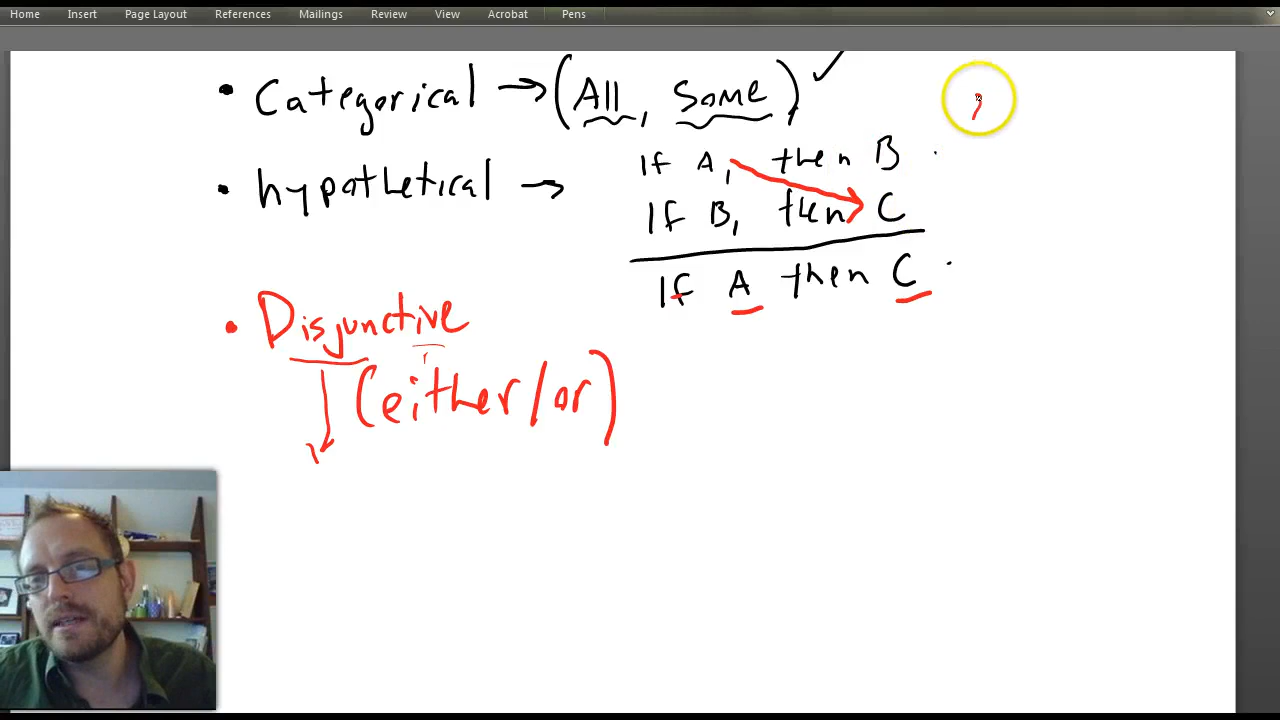 Home Insert Page Layout References Mailings Review View Acrobat Pens
• Categorical → (All, Some) ✓
If A, then B
• hypothetical →
If B, then C
If A then C.
• Disjunctive
(either/or)